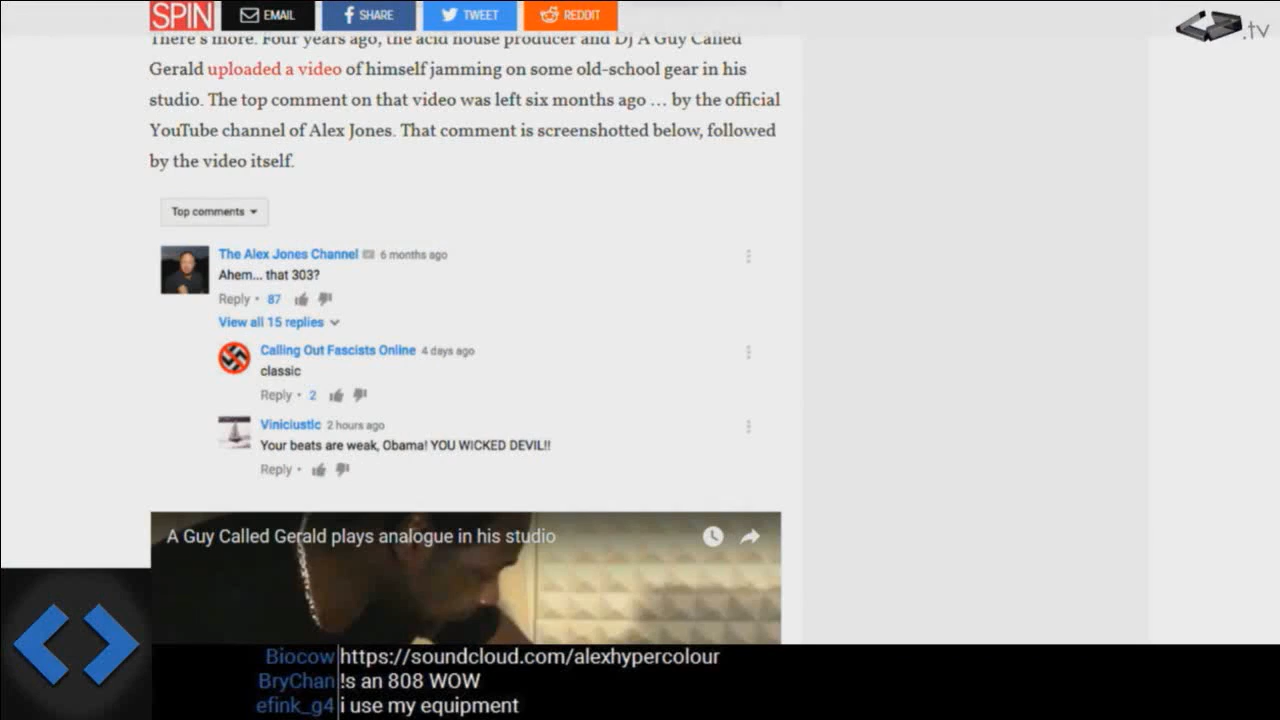 SPIN
EMAIL
SHARE
TWEET
REDDIT
.tv
There's more. Four years ago, the acid house producer and DJ A Guy Called
Gerald uploaded a video of himself jamming on some old-school gear in his
studio. The top comment on that video was left six months ago … by the official
YouTube channel of Alex Jones. That comment is screenshotted below, followed
by the video itself.
Top comments
The Alex Jones Channel 6 months ago
Ahem... that 303?
Reply • 87
View all 15 replies
Calling Out Fascists Online 4 days ago
classic
Reply • 2
Viniciustic 2 hours ago
Your beats are weak, Obama! YOU WICKED DEVIL!!
Reply •
A Guy Called Gerald plays analogue in his studio
Biocow https://soundcloud.com/alexhypercolour
BryChan !s an 808 WOW
efink_g4 i use my equipment